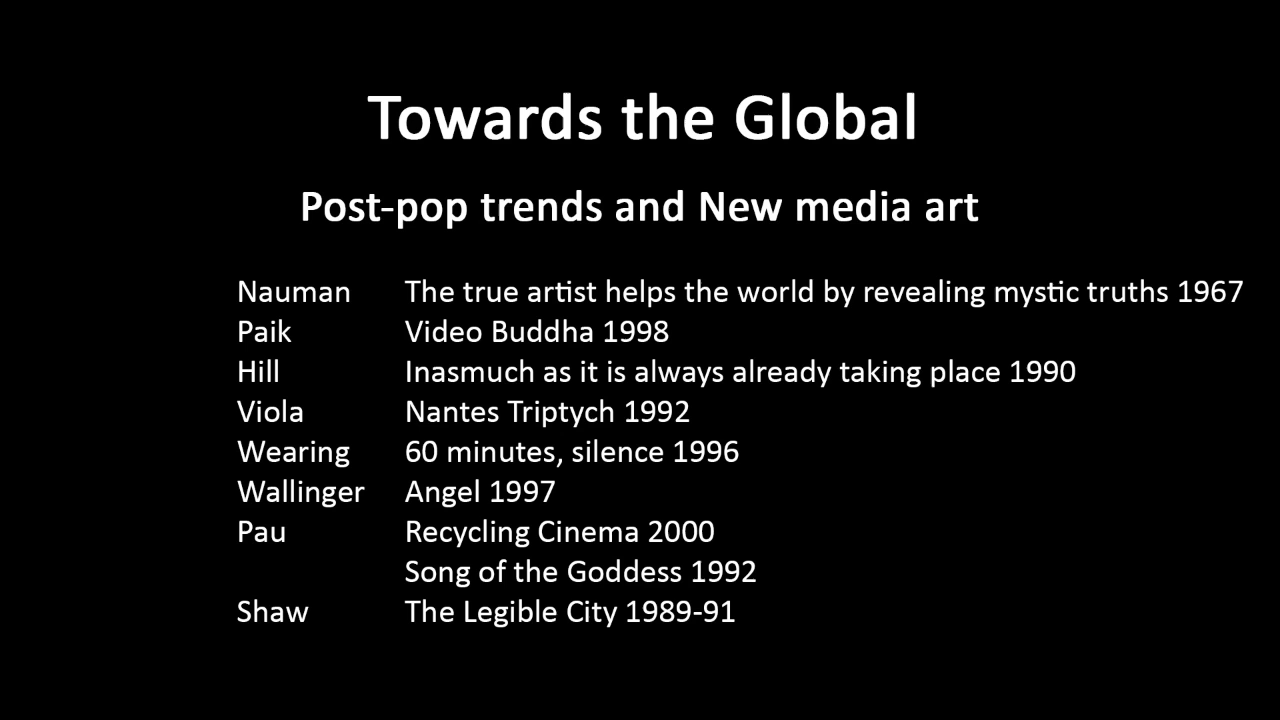 Towards the Global
Post-pop trends and New media art
Nauman The true artist helps the world by revealing mystic truths 1967
Paik Video Buddha 1998
Hill Inasmuch as it is always already taking place 1990
Viola Nantes Triptych 1992
Wearing 60 minutes, silence 1996
Wallinger Angel 1997
Pau Recycling Cinema 2000
Song of the Goddess 1992
Shaw The Legible City 1989-91